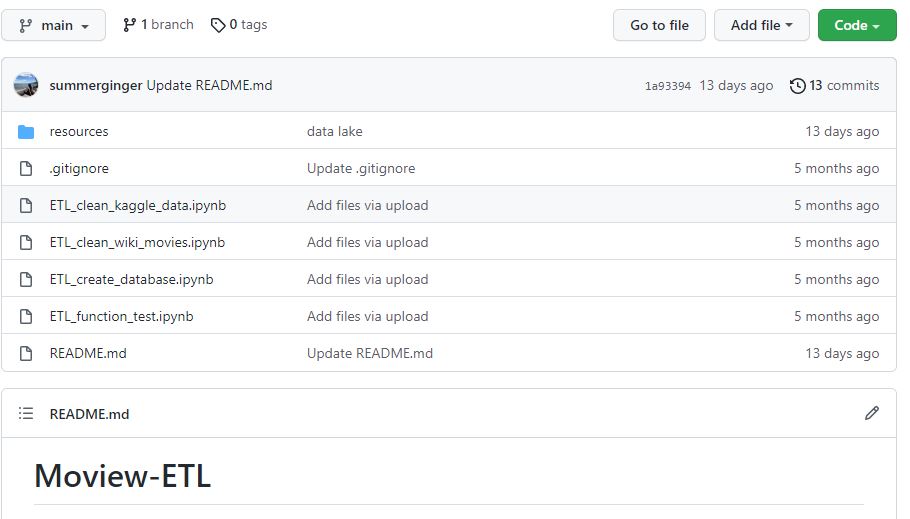 main 1 branch 0 tags Go to file Add file Code
summerginger Update README.md 1a93394 13 days ago 13 commits
resources data lake 13 days ago
.gitignore Update .gitignore 5 months ago
ETL_clean_kaggle_data.ipynb Add files via upload 5 months ago
ETL_clean_wiki_movies.ipynb Add files via upload 5 months ago
ETL_create_database.ipynb Add files via upload 5 months ago
ETL_function_test.ipynb Add files via upload 5 months ago
README.md Update README.md 13 days ago
README.md
Moview-ETL